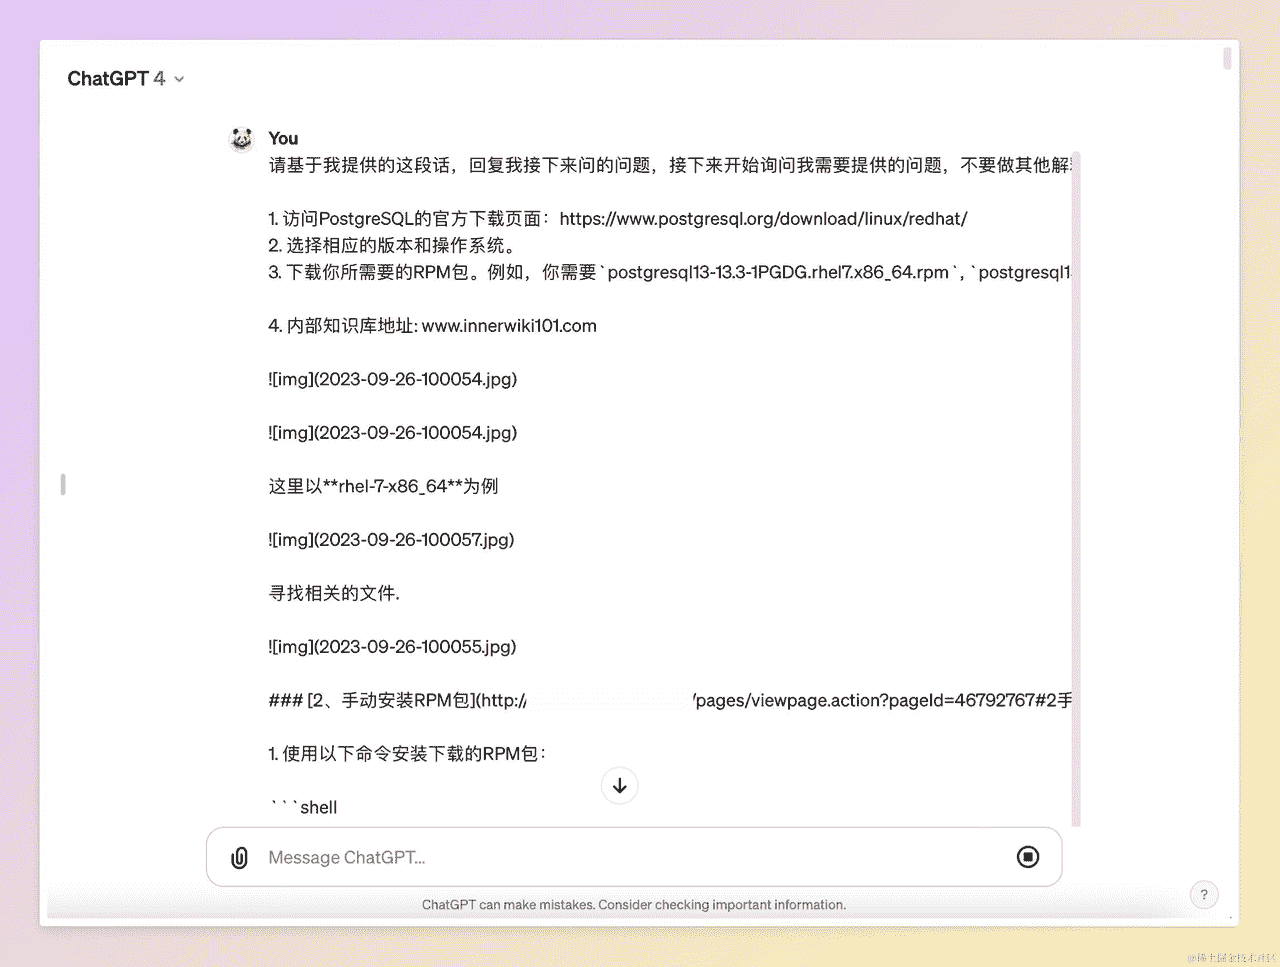 ChatGPT 4
You
请基于我提供的这段话，回复我接下来问的问题，接下来开始询问我需要提供的问题，不要做其他解
1. 访问PostgreSQL的官方下载页面：https://www.postgresql.org/download/linux/redhat/
2. 选择相应的版本和操作系统。
3. 下载你所需要的RPM包。例如，你需要`postgresql13-13.3-1PGDG.rhel7.x86_64.rpm`, `postgresql1
4. 内部知识库地址: www.innerwiki101.com
![img](2023-09-26-100054.jpg)
![img](2023-09-26-100054.jpg)
这里以**rhel-7-x86_64**为例
![img](2023-09-26-100057.jpg)
寻找相关的文件.
![img](2023-09-26-100055.jpg)
### [2、手动安装RPM包](http:// /pages/viewpage.action?pageId=46792767#2手
1. 使用以下命令安装下载的RPM包：
```shell
Message ChatGPT...
ChatGPT can make mistakes. Consider checking important information.
?
@稀土掘金技术社区